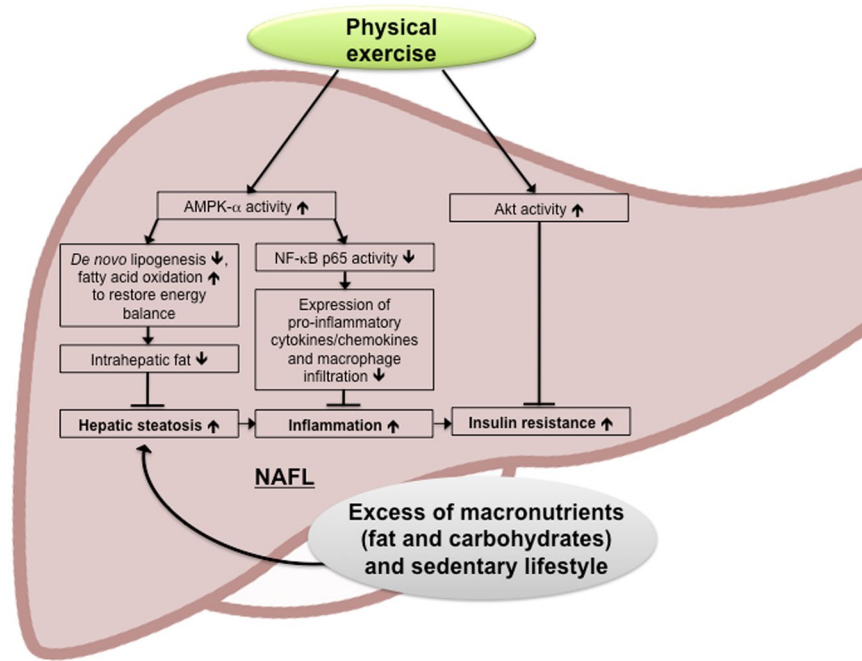 Physical
exercise
AMPK-α activity ↑
Akt activity ↑
De novo lipogenesis ↓,
fatty acid oxidation ↑
to restore energy
balance
NF-κB p65 activity ↓
Expression of
pro-inflammatory
cytokines/chemokines
and macrophage
infiltration ↓
Intrahepatic fat ↓
Hepatic steatosis ↑
Inflammation ↑
Insulin resistance ↑
NAFL
Excess of macronutrients
(fat and carbohydrates)
and sedentary lifestyle